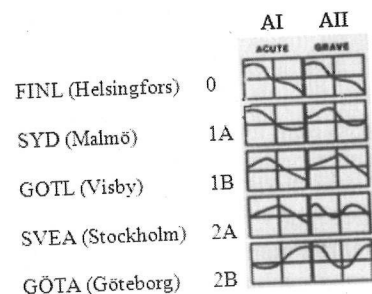 AI AII
ACUTE GRAVE
FINL (Helsingfors) 0
SYD (Malmö) 1A
GOTL (Visby) 1B
SVEA (Stockholm) 2A
GÖTA (Göteborg) 2B